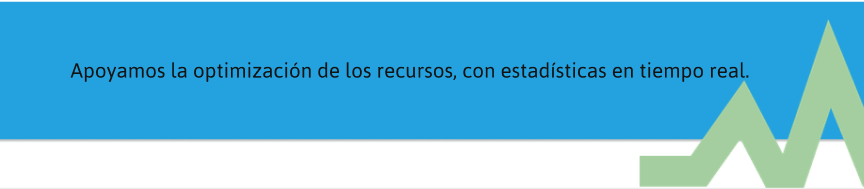 Apoyamos la optimización de los recursos, con estadísticas en tiempo real.